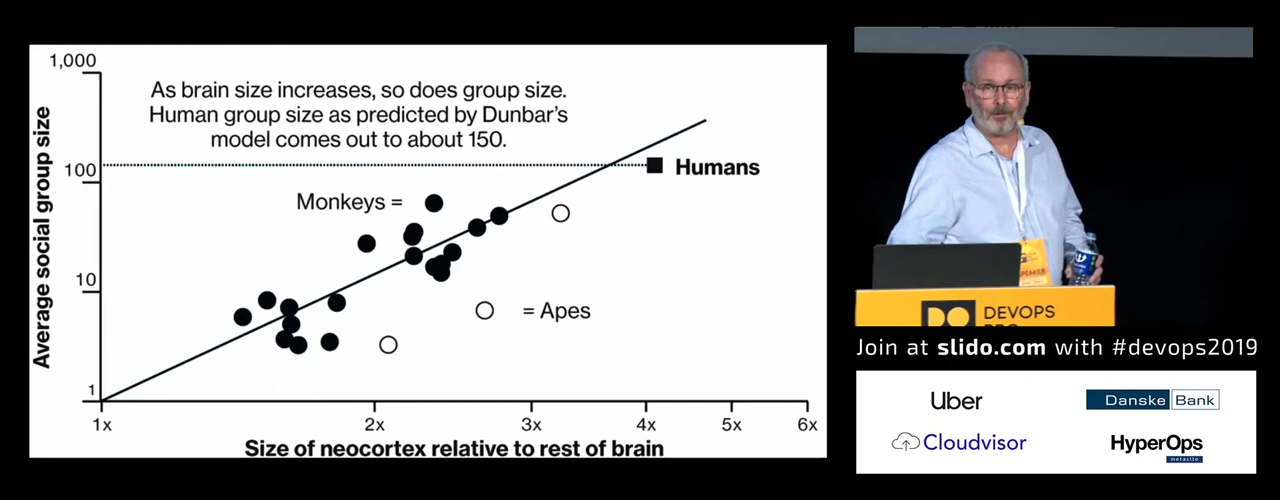 1,000
As brain size increases, so does group size.
Human group size as predicted by Dunbar's
model comes out to about 150.
100
Humans
Monkeys =
10
= Apes
1
1x
2x
3x
4x
5x
6x
Average social group size
Size of neocortex relative to rest of brain
SPEAKER
DEVOPS
PRO
Join at slido.com with #devops2019
Uber
Danske Bank
Cloudvisor
HyperOps
metasite